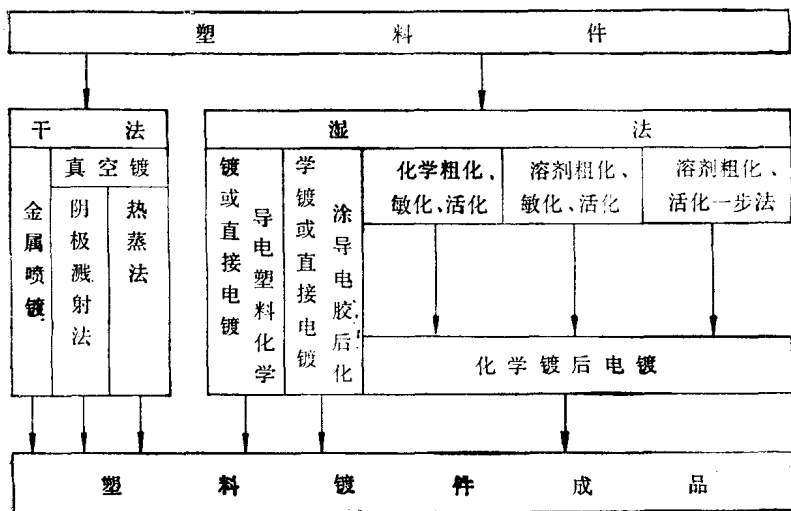 塑料件
干法
湿法
金属喷镀
真空镀
阴极溅射法
热蒸法
导电塑料化学
镀或直接电镀
涂导电胶后化
学镀或直接电镀
化学粗化、
敏化、活化
溶剂粗化、
敏化、活化
溶剂粗化、
活化一步法
化学镀后电镀
塑料镀件成品